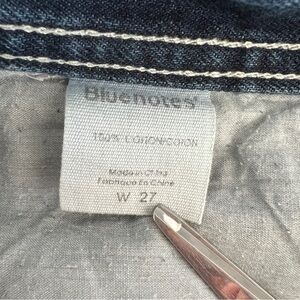 Bluenotes
100% COTTON/COTON
Made in China
Fabriqué En Chine
W 27